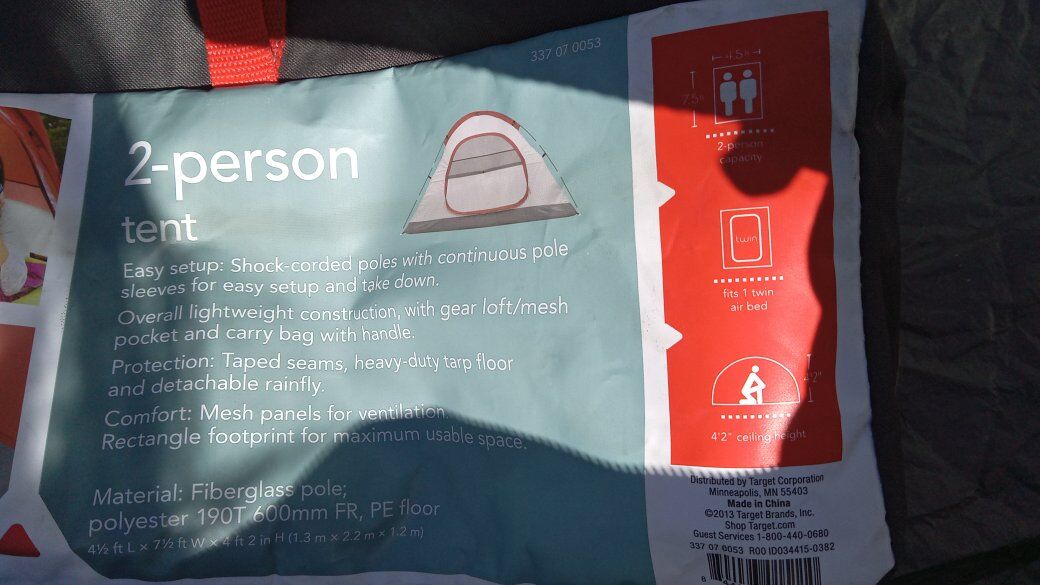 337 07 0053
2-person
tent
Easy setup: Shock-corded poles with continuous pole
sleeves for easy setup and take down.
Overall lightweight construction, with gear loft/mesh
pocket and carry bag with handle.
Protection: Taped seams, heavy-duty tarp floor
and detachable rainfly.
Comfort: Mesh panels for ventilation.
Rectangle footprint for maximum usable space.
Material: Fiberglass pole;
polyester 190T 600mm FR, PE floor
4½ ft L x 7½ ft W x 4 ft 2 in H (1.3 m x 2.2 m x 1.2 m)
4.5'
7.5'
2-person
capacity
twin
fits 1 twin
air bed
4'2"
4'2" ceiling height
Distributed by Target Corporation
Minneapolis, MN 55403
Made in China
©2013 Target Brands, Inc.
Shop Target.com
Guest Services 1-800-440-0680
337 07 0053 R00 ID034415-0382